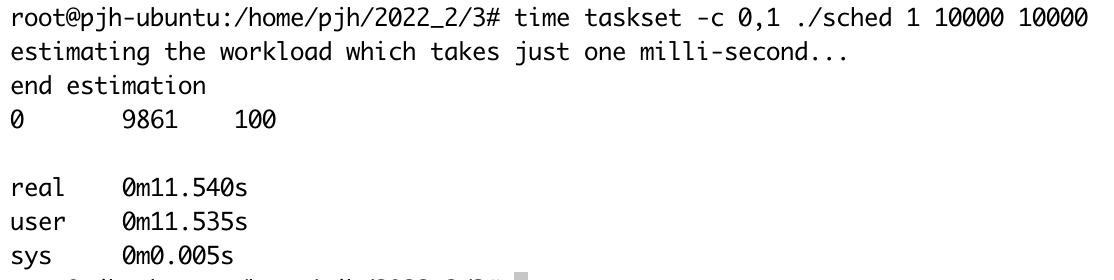 root@pjh-ubuntu:/home/pjh/2022_2/3# time taskset -c 0,1 ./sched 1 10000 10000
estimating the workload which takes just one milli-second...
end estimation
0 9861 100
real 0m11.540s
user 0m11.535s
sys 0m0.005s